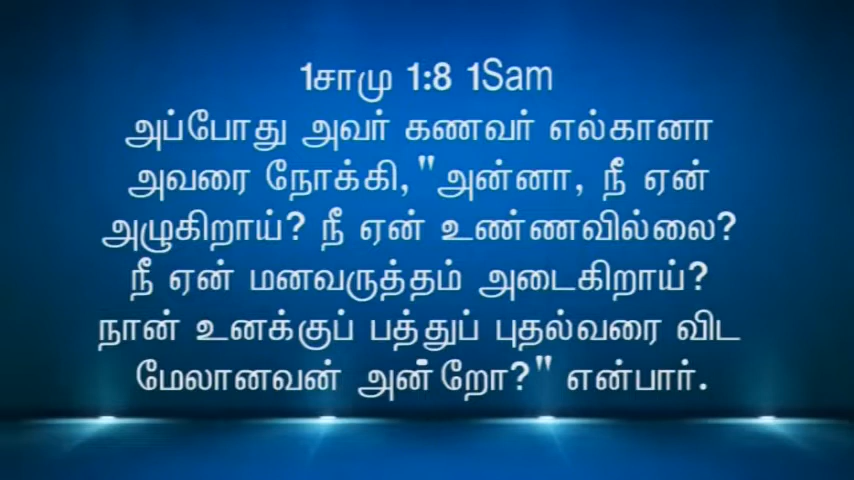 1சாமு 1:8 1Sam
அப்போது அவர் கணவர் எல்கானா
அவரை நோக்கி,"அன்னா, நீ ஏன்
அழுகிறாய்? நீ ஏன் உண்ணவில்லை?
நீ ஏன் மனவருத்தம் அடைகிறாய்?
நான் உனக்குப் பத்துப் புதல்வரை விட
மேலானவன் அன்றோ?" என்பார்.